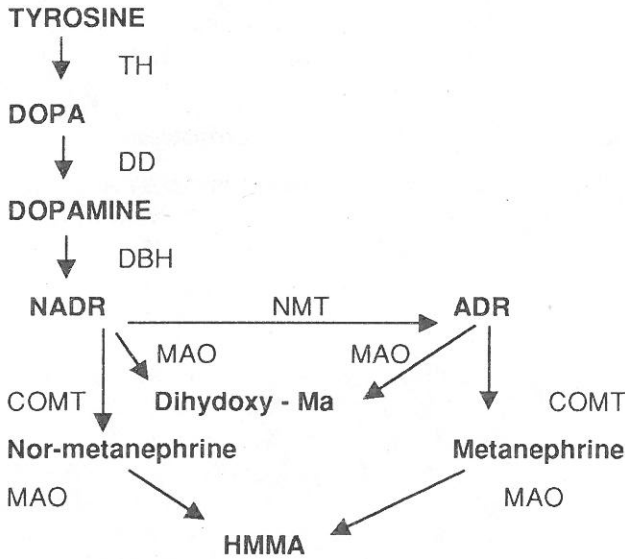 TYROSINE
TH
DOPA
DD
DOPAMINE
DBH
NADR NMT ADR
MAO MAO
COMT Dihydoxy - Ma COMT
Nor-metanephrine Metanephrine
MAO MAO
HMMA